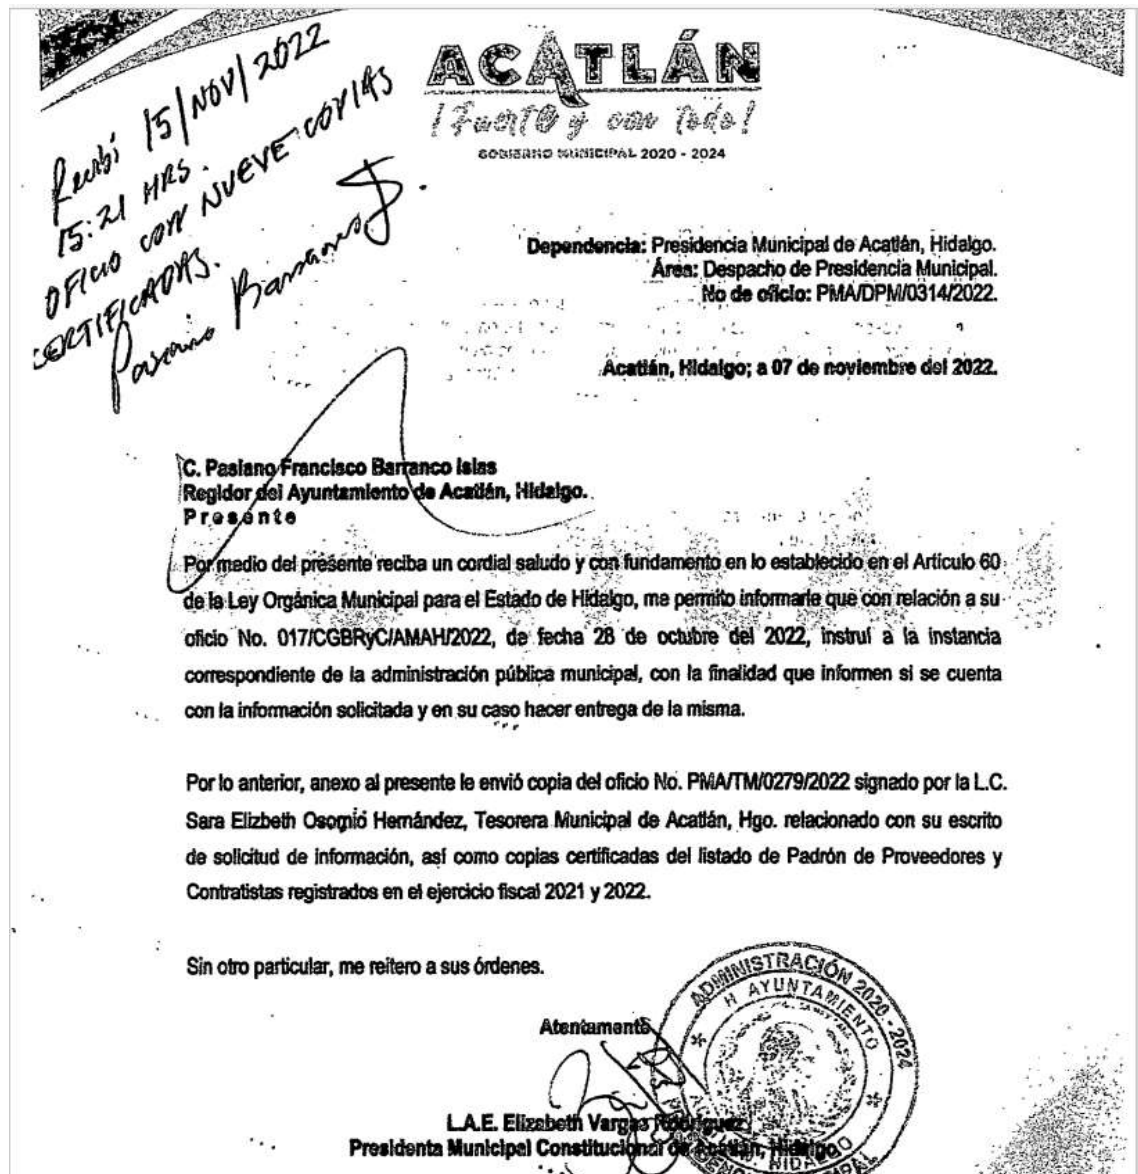 ACATLÁN
¡Fuerte y con todo!
GOBIERNO MUNICIPAL 2020 - 2024
Recibí 15/NOV/2022
15:21 HRS.
OFICIO CON NUEVE COPIAS
CERTIFICADAS.
Dependencia: Presidencia Municipal de Acatlán, Hidalgo.
Área: Despacho de Presidencia Municipal.
No de oficio: PMA/DPM/0314/2022.
Acatlán, Hidalgo; a 07 de noviembre del 2022.
C. Pasiano Francisco Barranco Islas
Regidor del Ayuntamiento de Acatlán, Hidalgo.
Presente
Por medio del presente reciba un cordial saludo y con fundamento en lo establecido en el Artículo 60
de la Ley Orgánica Municipal para el Estado de Hidalgo, me permito informarle que con relación a su
oficio No. 017/CGBRyC/AMAH/2022, de fecha 28 de octubre del 2022, instruí a la instancia
correspondiente de la administración pública municipal, con la finalidad que informen si se cuenta
con la información solicitada y en su caso hacer entrega de la misma.
Por lo anterior, anexo al presente le envió copia del oficio No. PMA/TM/0279/2022 signado por la L.C.
Sara Elizbeth Osornió Hernández, Tesorera Municipal de Acatlán, Hgo. relacionado con su escrito
de solicitud de información, así como copias certificadas del listado de Padrón de Proveedores y
Contratistas registrados en el ejercicio fiscal 2021 y 2022.
Sin otro particular, me reitero a sus órdenes.
Atentamente
ADMINISTRACIÓN 2020 - 2024
H AYUNTAMIENTO
HIDALGO
L.A.E. Elizabeth Vargas Rodríguez
Presidenta Municipal Constitucional de Acatlán, Hidalgo